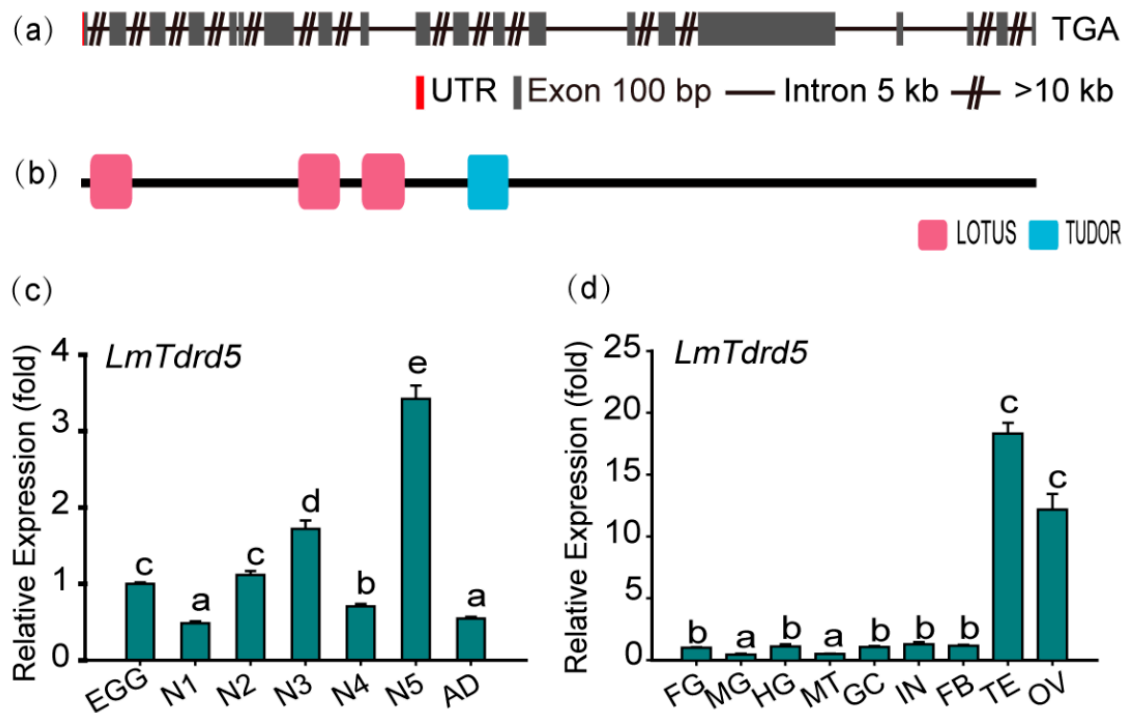 (a) TGA
UTR Exon 100 bp Intron 5 kb >10 kb
(b)
LOTUS TUDOR
(c)
LmTdrd5
Relative Expression (fold)
4
3
2
1
0
c a c d b e a
EGG N1 N2 N3 N4 N5 AD
(d)
LmTdrd5
Relative Expression (fold)
25
20
15
10
5
0
b a b a b b b c c
FG MG HG MT GC IN FB TE OV